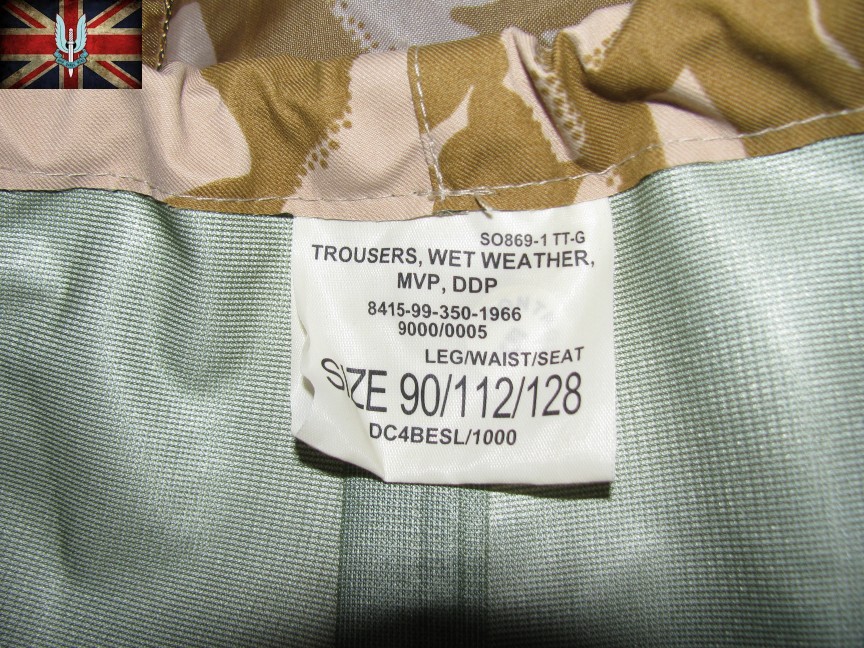 SO869-1 TT-G
TROUSERS, WET WEATHER,
MVP, DDP
8415-99-350-1966
9000/0005
LEG/WAIST/SEAT
SIZE 90/112/128
DC4BESL/1000